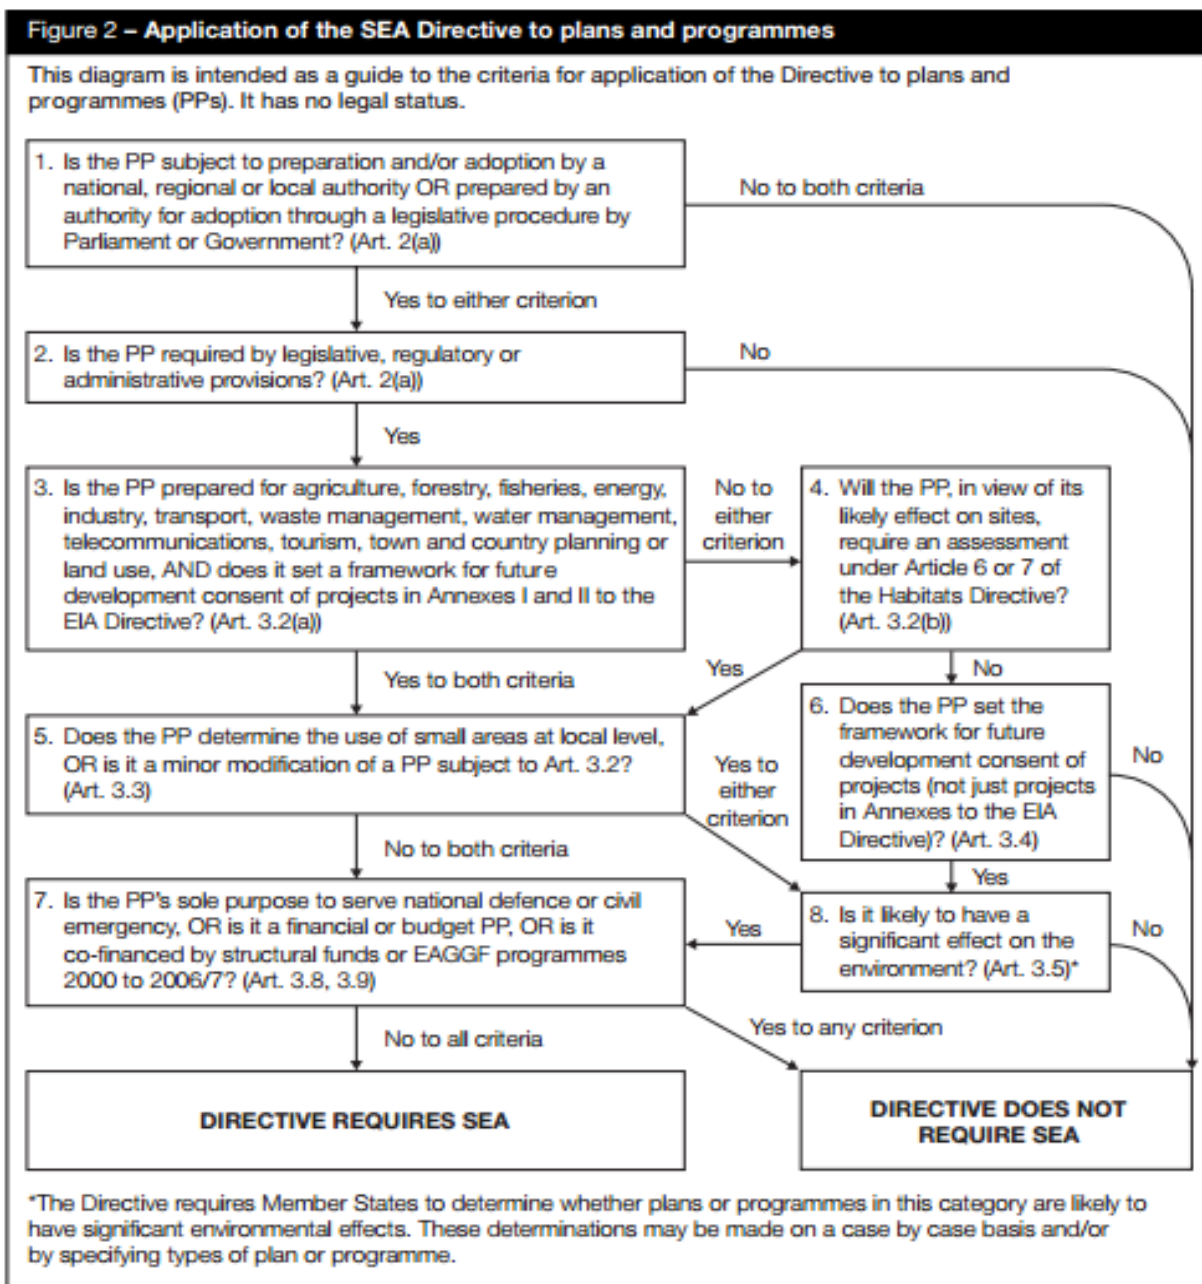 Figure 2 – Application of the SEA Directive to plans and programmes
This diagram is intended as a guide to the criteria for application of the Directive to plans and
programmes (PPs). It has no legal status.
1. Is the PP subject to preparation and/or adoption by a
national, regional or local authority OR prepared by an
authority for adoption through a legislative procedure by
Parliament or Government? (Art. 2(a))
No to both criteria
Yes to either criterion
2. Is the PP required by legislative, regulatory or
administrative provisions? (Art. 2(a))
No
Yes
3. Is the PP prepared for agriculture, forestry, fisheries, energy,
industry, transport, waste management, water management,
telecommunications, tourism, town and country planning or
land use, AND does it set a framework for future
development consent of projects in Annexes I and II to the
EIA Directive? (Art. 3.2(a))
No to
either
criterion
4. Will the PP, in view of its
likely effect on sites,
require an assessment
under Article 6 or 7 of
the Habitats Directive?
(Art. 3.2(b))
Yes to both criteria
Yes
No
5. Does the PP determine the use of small areas at local level,
OR is it a minor modification of a PP subject to Art. 3.2?
(Art. 3.3)
Yes to
either
criterion
6. Does the PP set the
framework for future
development consent of
projects (not just projects
in Annexes to the EIA
Directive)? (Art. 3.4)
No
No to both criteria
Yes
7. Is the PP's sole purpose to serve national defence or civil
emergency, OR is it a financial or budget PP, OR is it
co-financed by structural funds or EAGGF programmes
2000 to 2006/7? (Art. 3.8, 3.9)
Yes
8. Is it likely to have a
significant effect on the
environment? (Art. 3.5)*
No
No to all criteria
Yes to any criterion
DIRECTIVE REQUIRES SEA
DIRECTIVE DOES NOT
REQUIRE SEA
*The Directive requires Member States to determine whether plans or programmes in this category are likely to
have significant environmental effects. These determinations may be made on a case by case basis and/or
by specifying types of plan or programme.